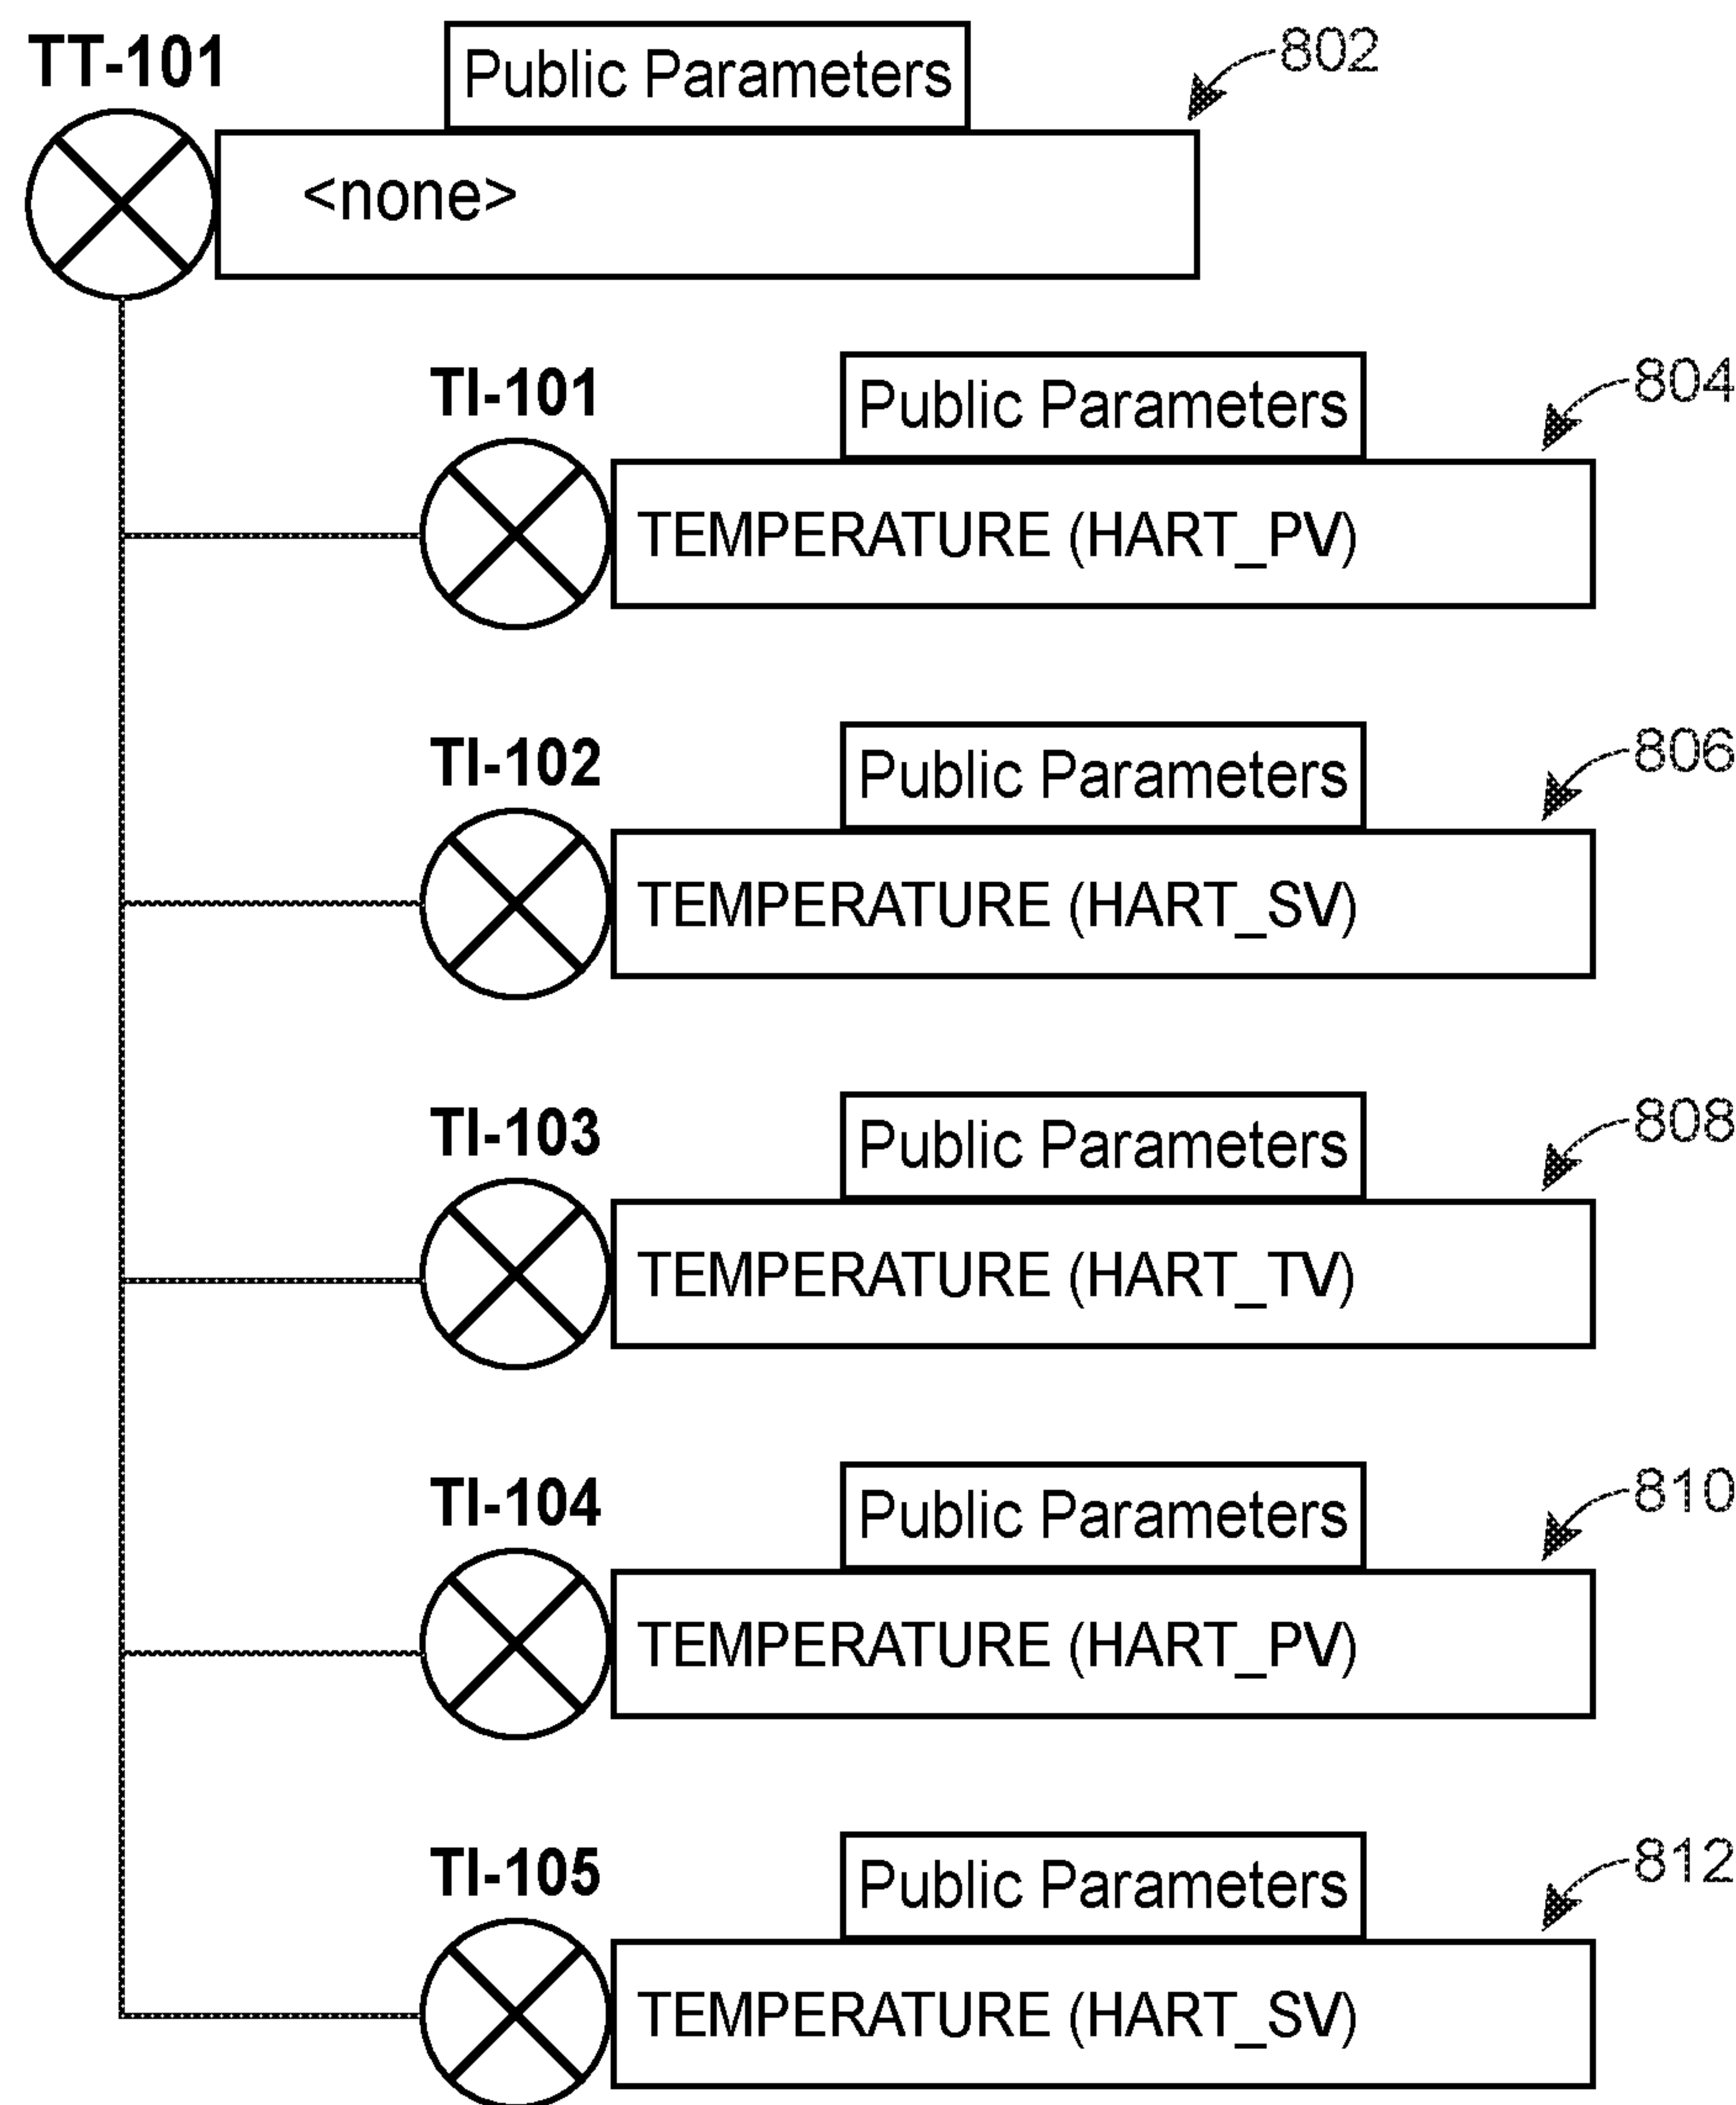 TT-101
Public Parameters
802
<none>
TI-101
Public Parameters
804
TEMPERATURE (HART_PV)
TI-102
Public Parameters
806
TEMPERATURE (HART_SV)
TI-103
Public Parameters
808
TEMPERATURE (HART_TV)
TI-104
Public Parameters
810
TEMPERATURE (HART_PV)
TI-105
Public Parameters
812
TEMPERATURE (HART_SV)